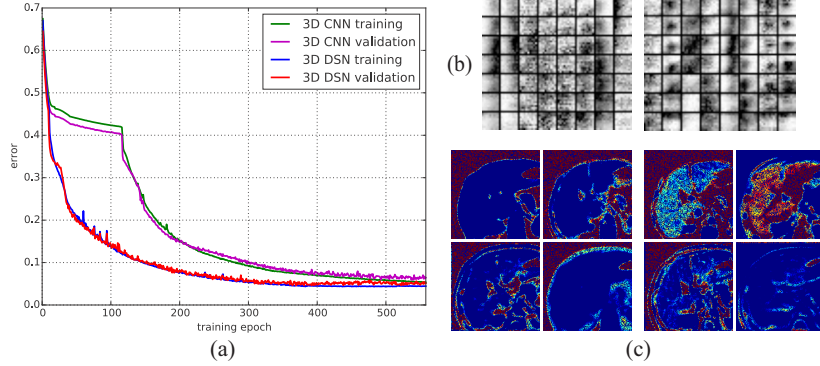 0.7
0.6
0.5
0.4
0.3
0.2
0.1
0.0
error
0 100 200 300 400 500
training epoch
3D CNN training
3D CNN validation
3D DSN training
3D DSN validation
(a)
(b)
(c)